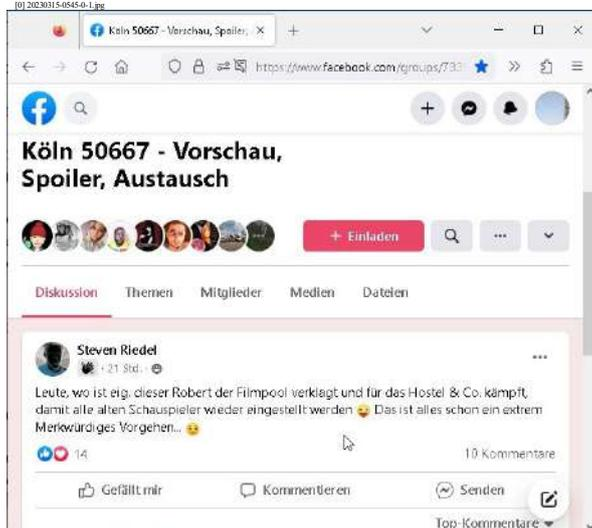 [0] 20230315-0545-0-1.jpg
Köln 50667 - Vorschau, Spoiler,
https://www.facebook.com/groups/733
Köln 50667 - Vorschau,
Spoiler, Austausch
+ Einladen
Diskussion Themen Mitglieder Medien Dateien
Steven Riedel
· 21 Std. ·
Leute, wo ist eig. dieser Robert der Filmpool verklagt und für das Hostel & Co. kämpft,
damit alle alten Schauspieler wieder eingestellt werden 😜 Das ist alles schon ein extrem
Merkwürdiges Vorgehen... 😉
14 10 Kommentare
Gefällt mir Kommentieren Senden
Top-Kommentare